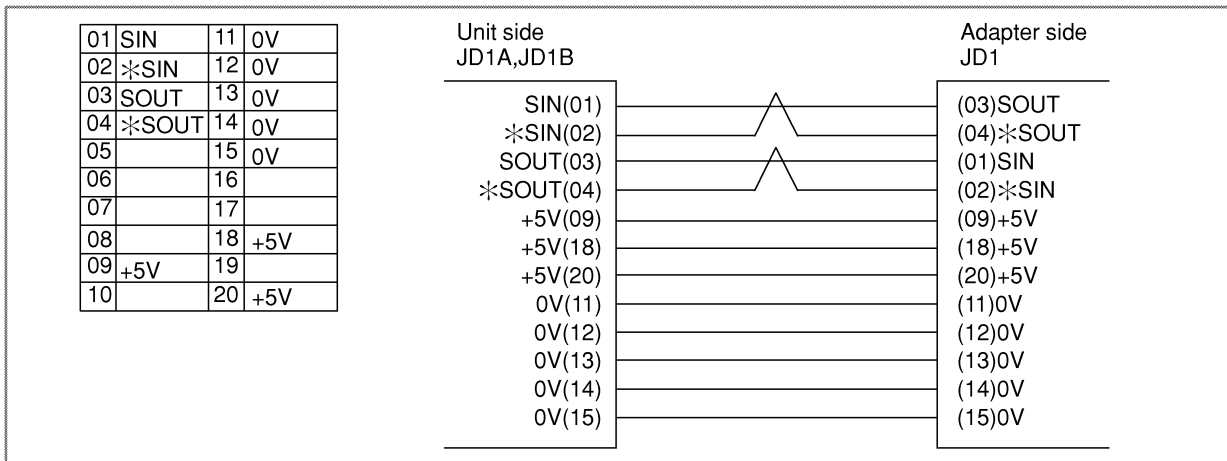 01 SIN 11 0V
02 ✻SIN 12 0V
03 SOUT 13 0V
04 ✻SOUT 14 0V
05 15 0V
06 16
07 17
08 18 +5V
09 +5V 19
10 20 +5V
Unit side
JD1A,JD1B
Adapter side
JD1
SIN(01) (03)SOUT
✻SIN(02) (04)✻SOUT
SOUT(03) (01)SIN
✻SOUT(04) (02)✻SIN
+5V(09) (09)+5V
+5V(18) (18)+5V
+5V(20) (20)+5V
0V(11) (11)0V
0V(12) (12)0V
0V(13) (13)0V
0V(14) (14)0V
0V(15) (15)0V